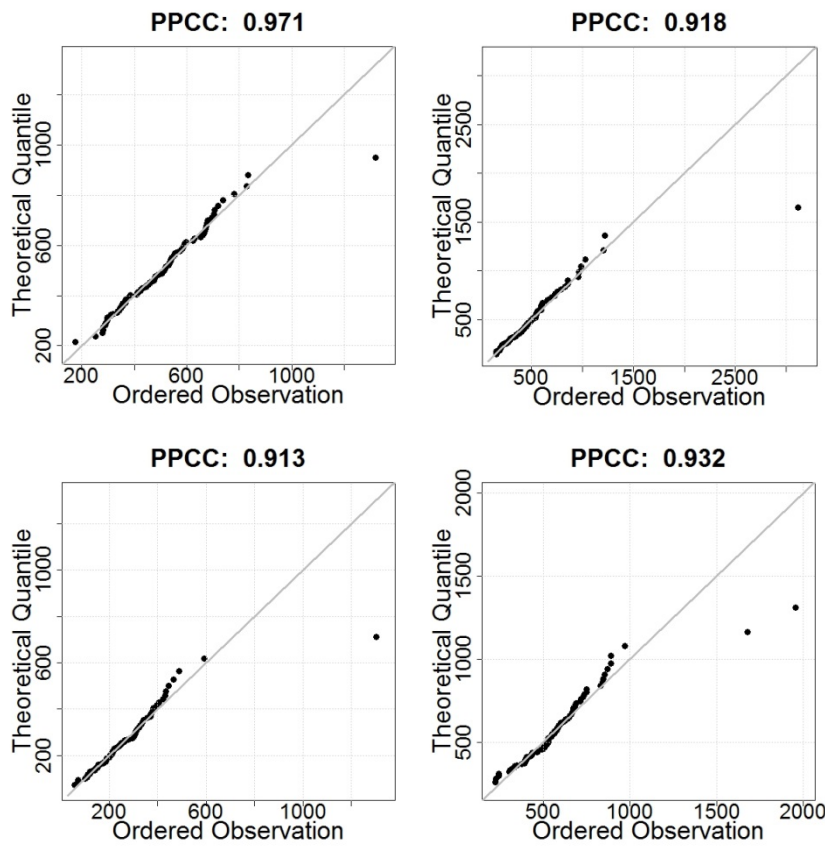 PPCC: 0.971
Theoretical Quantile
1000
600
200
200 600 1000
Ordered Observation
PPCC: 0.918
Theoretical Quantile
2500
1500
500
500 1500 2500
Ordered Observation
PPCC: 0.913
Theoretical Quantile
1000
600
200
200 600 1000
Ordered Observation
PPCC: 0.932
Theoretical Quantile
2000
1500
1000
500
500 1000 1500 2000
Ordered Observation